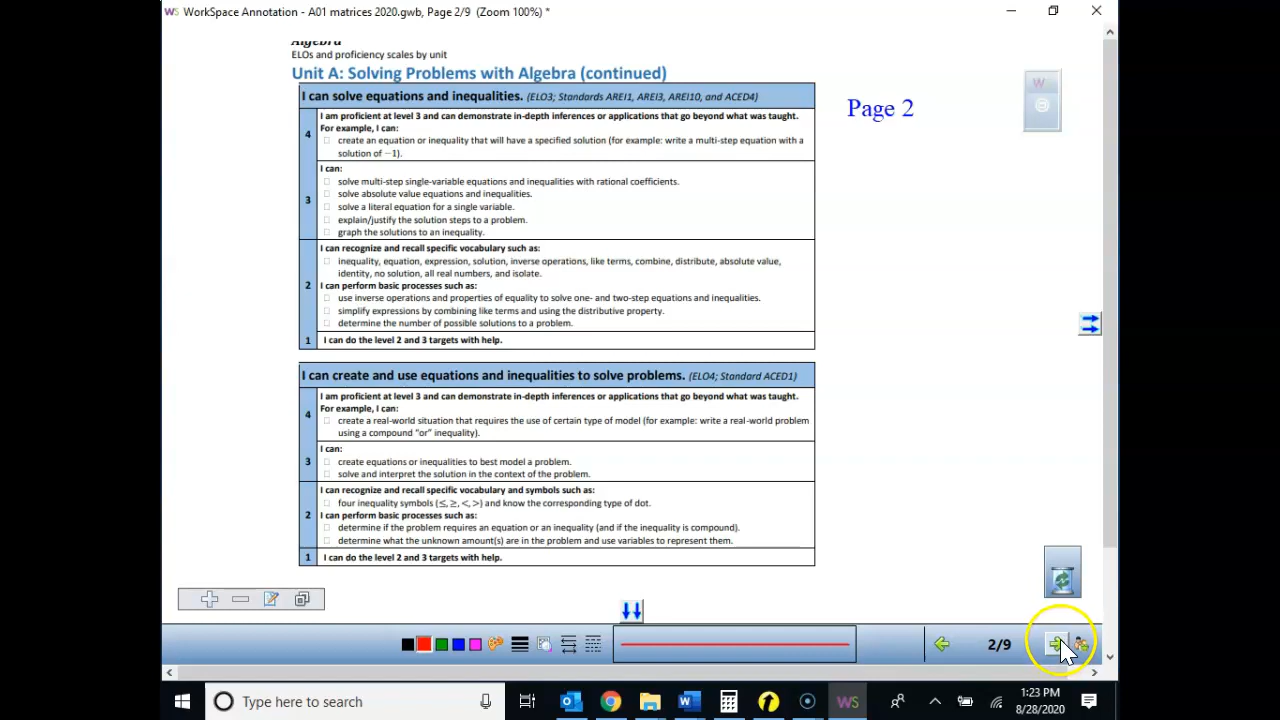 WS WorkSpace Annotation - A01 matrices 2020.gwb, Page 2/9 (Zoom 100%) *
Algebra
ELOs and proficiency scales by unit
Unit A: Solving Problems with Algebra (continued)
Page 2
I can solve equations and inequalities. (ELO3; Standards AREI1, AREI3, AREI10, and ACED4)
4
I am proficient at level 3 and can demonstrate in-depth inferences or applications that go beyond what was taught.
For example, I can:
□ create an equation or inequality that will have a specified solution (for example: write a multi-step equation with a
solution of −1).
3
I can:
□ solve multi-step single-variable equations and inequalities with rational coefficients.
□ solve absolute value equations and inequalities.
□ solve a literal equation for a single variable.
□ explain/justify the solution steps to a problem.
□ graph the solutions to an inequality.
2
I can recognize and recall specific vocabulary such as:
□ inequality, equation, expression, solution, inverse operations, like terms, combine, distribute, absolute value,
identity, no solution, all real numbers, and isolate.
I can perform basic processes such as:
□ use inverse operations and properties of equality to solve one- and two-step equations and inequalities.
□ simplify expressions by combining like terms and using the distributive property.
□ determine the number of possible solutions to a problem.
1 I can do the level 2 and 3 targets with help.
I can create and use equations and inequalities to solve problems. (ELO4; Standard ACED1)
4
I am proficient at level 3 and can demonstrate in-depth inferences or applications that go beyond what was taught.
For example, I can:
□ create a real-world situation that requires the use of certain type of model (for example: write a real-world problem
using a compound “or” inequality).
3
I can:
□ create equations or inequalities to best model a problem.
□ solve and interpret the solution in the context of the problem.
2
I can recognize and recall specific vocabulary and symbols such as:
□ four inequality symbols (≤, ≥, <, >) and know the corresponding type of dot.
I can perform basic processes such as:
□ determine if the problem requires an equation or an inequality (and if the inequality is compound).
□ determine what the unknown amount(s) are in the problem and use variables to represent them.
1 I can do the level 2 and 3 targets with help.
W
2/9
Type here to search
W
WS
1:23 PM
8/28/2020